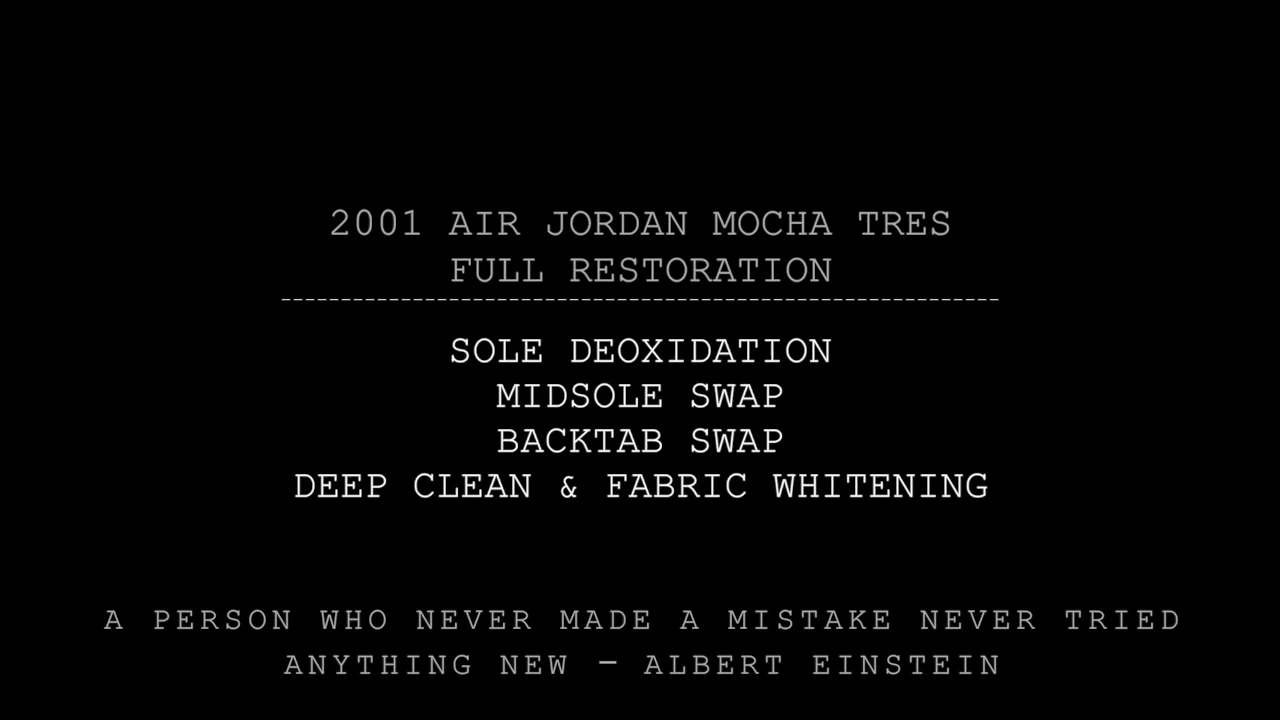 2001 AIR JORDAN MOCHA TRES
FULL RESTORATION
------------------------------------------------------------
SOLE DEOXIDATION
MIDSOLE SWAP
BACKTAB SWAP
DEEP CLEAN & FABRIC WHITENING
A PERSON WHO NEVER MADE A MISTAKE NEVER TRIED
ANYTHING NEW – ALBERT EINSTEIN